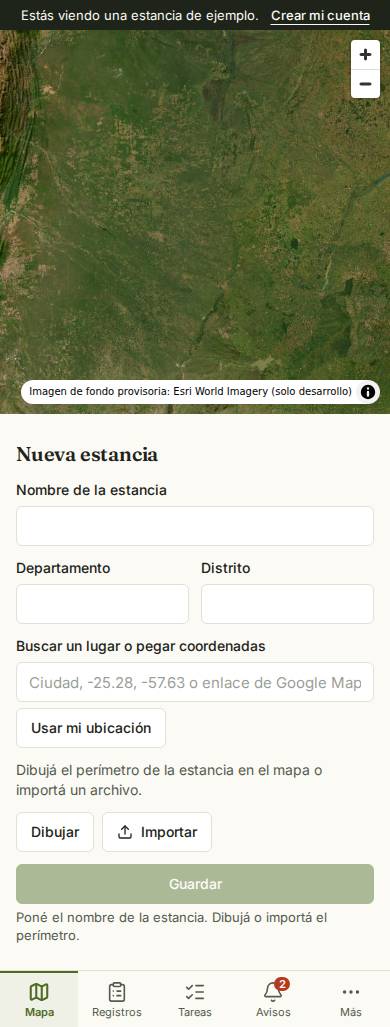 Estás viendo una estancia de ejemplo. Crear mi cuenta
Imagen de fondo provisoria: Esri World Imagery (solo desarrollo)
Nueva estancia
Nombre de la estancia
Departamento Distrito
Buscar un lugar o pegar coordenadas
Ciudad, -25.28, -57.63 o enlace de Google Map
Usar mi ubicación
Dibujá el perímetro de la estancia en el mapa o
importá un archivo.
Dibujar Importar
Guardar
Poné el nombre de la estancia. Dibujá o importá el
perímetro.
2
Mapa Registros Tareas Avisos Más